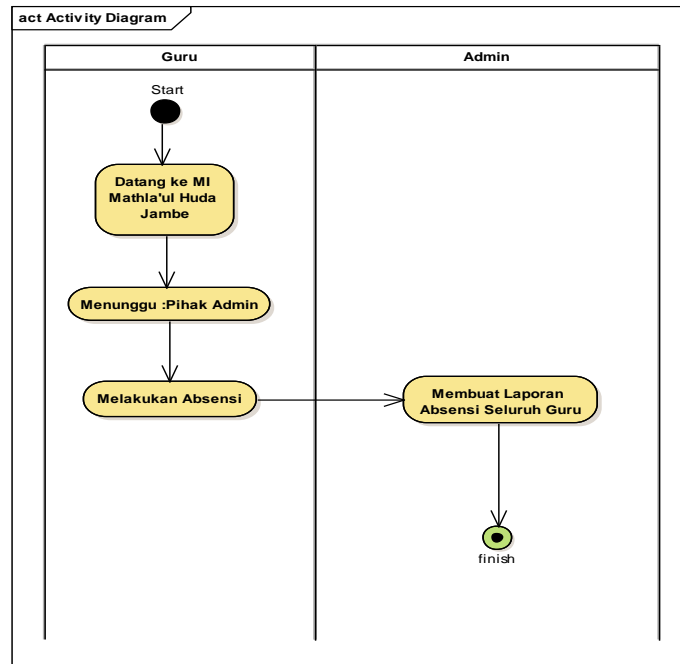 act Activity Diagram
Guru
Admin
Start
Datang ke MI
Mathla'ul Huda
Jambe
Menunggu :Pihak Admin
Melakukan Absensi
Membuat Laporan
Absensi Seluruh Guru
finish